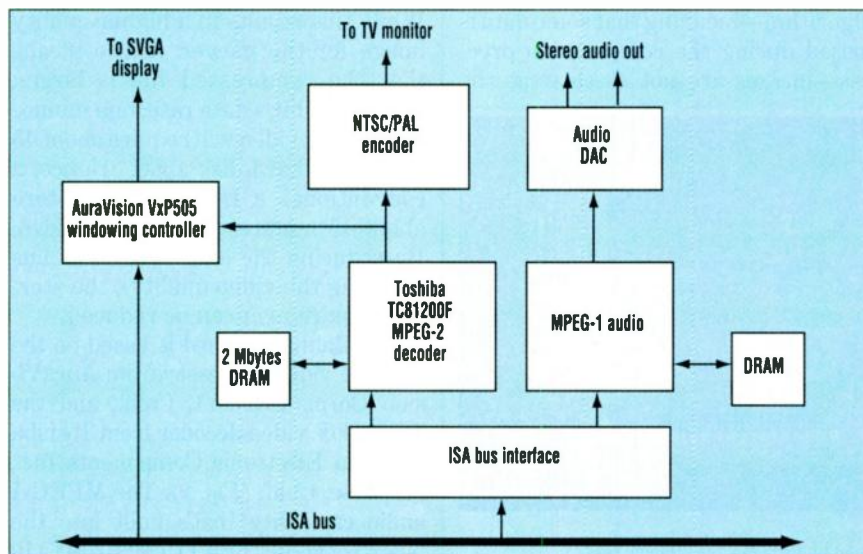 To SVGA
display
To TV monitor
Stereo audio out
NTSC/PAL
encoder
Audio
DAC
AuraVision VxP505
windowing controller
Toshiba
TC81200F
MPEG-2
decoder
MPEG-1 audio
2 Mbytes
DRAM
DRAM
ISA bus interface
ISA bus